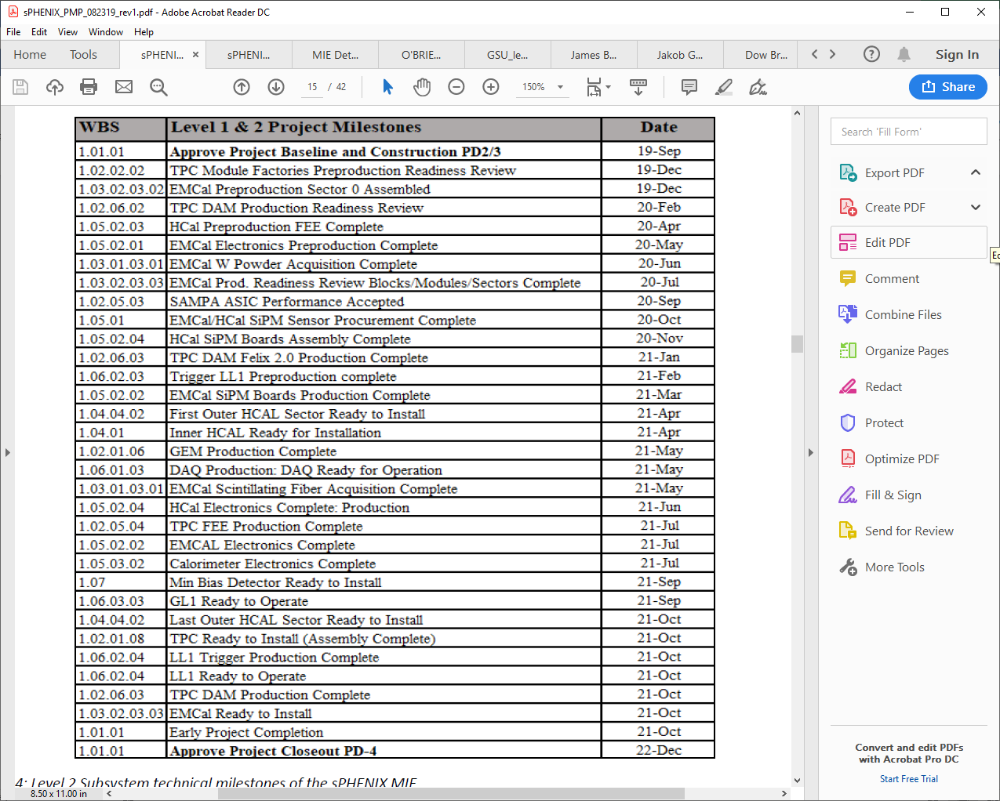 sPHENIX_PMP_082319_rev1.pdf - Adobe Acrobat Reader DC
File Edit View Window Help
Home Tools sPHENI... × sPHENI... MIE Det... O'BRIE... GSU_le... James B... Jakob G... Dow Br... Sign In
15 / 42 150% Share
WBS Level 1 & 2 Project Milestones Date
1.01.01 Approve Project Baseline and Construction PD2/3 19-Sep
1.02.02.02 TPC Module Factories Preproduction Readiness Review 19-Dec
1.03.02.03.02 EMCal Preproduction Sector 0 Assembled 19-Dec
1.02.06.02 TPC DAM Production Readiness Review 20-Feb
1.05.02.03 HCal Preproduction FEE Complete 20-Apr
1.05.02.01 EMCal Electronics Preproduction Complete 20-May
1.03.01.03.01 EMCal W Powder Acquisition Complete 20-Jun
1.03.02.03.03 EMCal Prod. Readiness Review Blocks/Modules/Sectors Complete 20-Jul
1.02.05.03 SAMPA ASIC Performance Accepted 20-Sep
1.05.01 EMCal/HCal SiPM Sensor Procurement Complete 20-Oct
1.05.02.04 HCal SiPM Boards Assembly Complete 20-Nov
1.02.06.03 TPC DAM Felix 2.0 Production Complete 21-Jan
1.06.02.03 Trigger LL1 Preproduction complete 21-Feb
1.05.02.02 EMCal SiPM Boards Production Complete 21-Mar
1.04.04.02 First Outer HCAL Sector Ready to Install 21-Apr
1.04.01 Inner HCAL Ready for Installation 21-Apr
1.02.01.06 GEM Production Complete 21-May
1.06.01.03 DAQ Production: DAQ Ready for Operation 21-May
1.03.01.03.01 EMCal Scintillating Fiber Acquisition Complete 21-May
1.05.02.04 HCal Electronics Complete: Production 21-Jun
1.02.05.04 TPC FEE Production Complete 21-Jul
1.05.02.02 EMCAL Electronics Complete 21-Jul
1.05.03.02 Calorimeter Electronics Complete 21-Jul
1.07 Min Bias Detector Ready to Install 21-Sep
1.06.03.03 GL1 Ready to Operate 21-Sep
1.04.04.02 Last Outer HCAL Sector Ready to Install 21-Oct
1.02.01.08 TPC Ready to Install (Assembly Complete) 21-Oct
1.06.02.04 LL1 Trigger Production Complete 21-Oct
1.06.02.04 LL1 Ready to Operate 21-Oct
1.02.06.03 TPC DAM Production Complete 21-Oct
1.03.02.03.03 EMCal Ready to Install 21-Oct
1.01.01 Early Project Completion 21-Oct
1.01.01 Approve Project Closeout PD-4 22-Dec
4: Level 2 Subsystem technical milestones of the sPHENIX MIE
8.50 x 11.00 in
Search 'Fill Form'
Export PDF
Create PDF
Edit PDF
Comment
Combine Files
Organize Pages
Redact
Protect
Optimize PDF
Fill & Sign
Send for Review
More Tools
Convert and edit PDFs
with Acrobat Pro DC
Start Free Trial